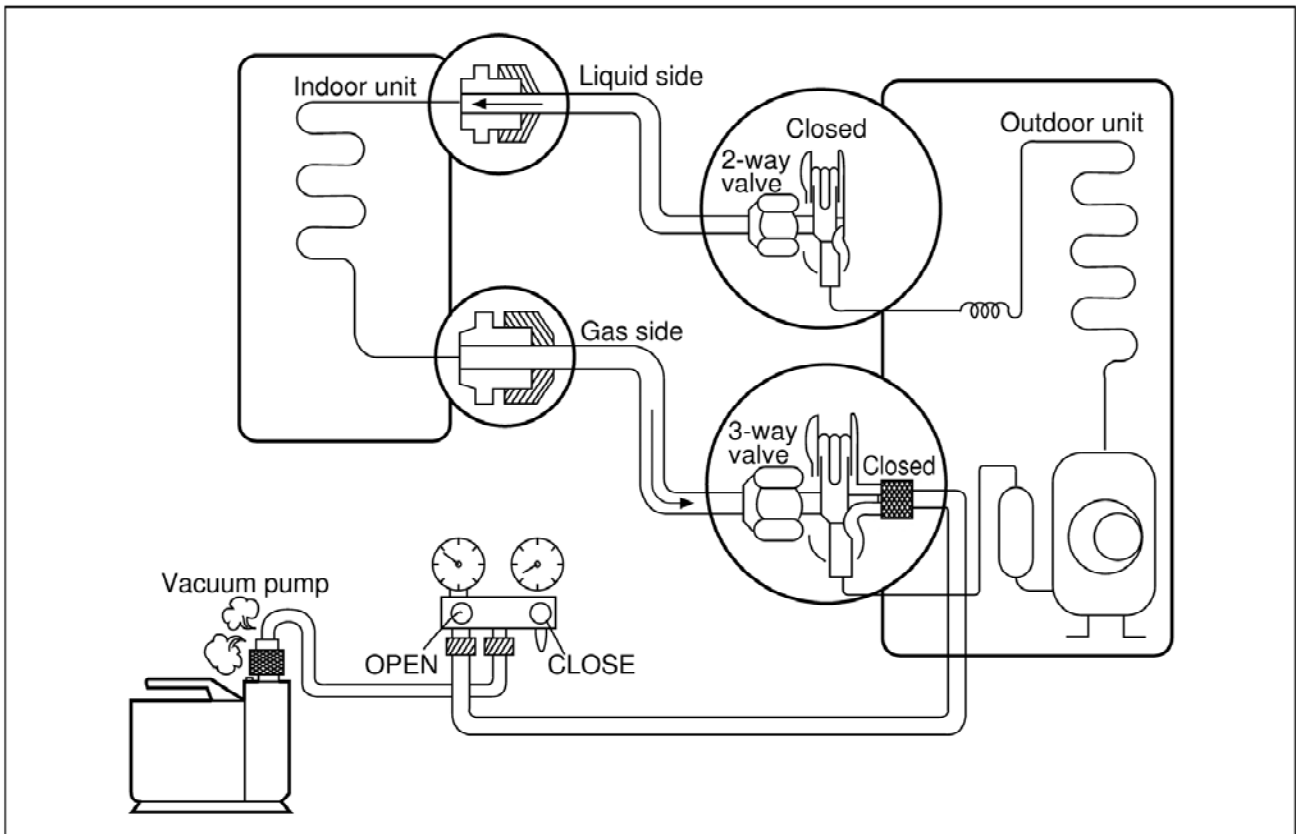 Indoor unit
Liquid side
Closed
2-way
valve
Outdoor unit
Gas side
3-way
valve
Closed
Vacuum pump
OPEN
CLOSE